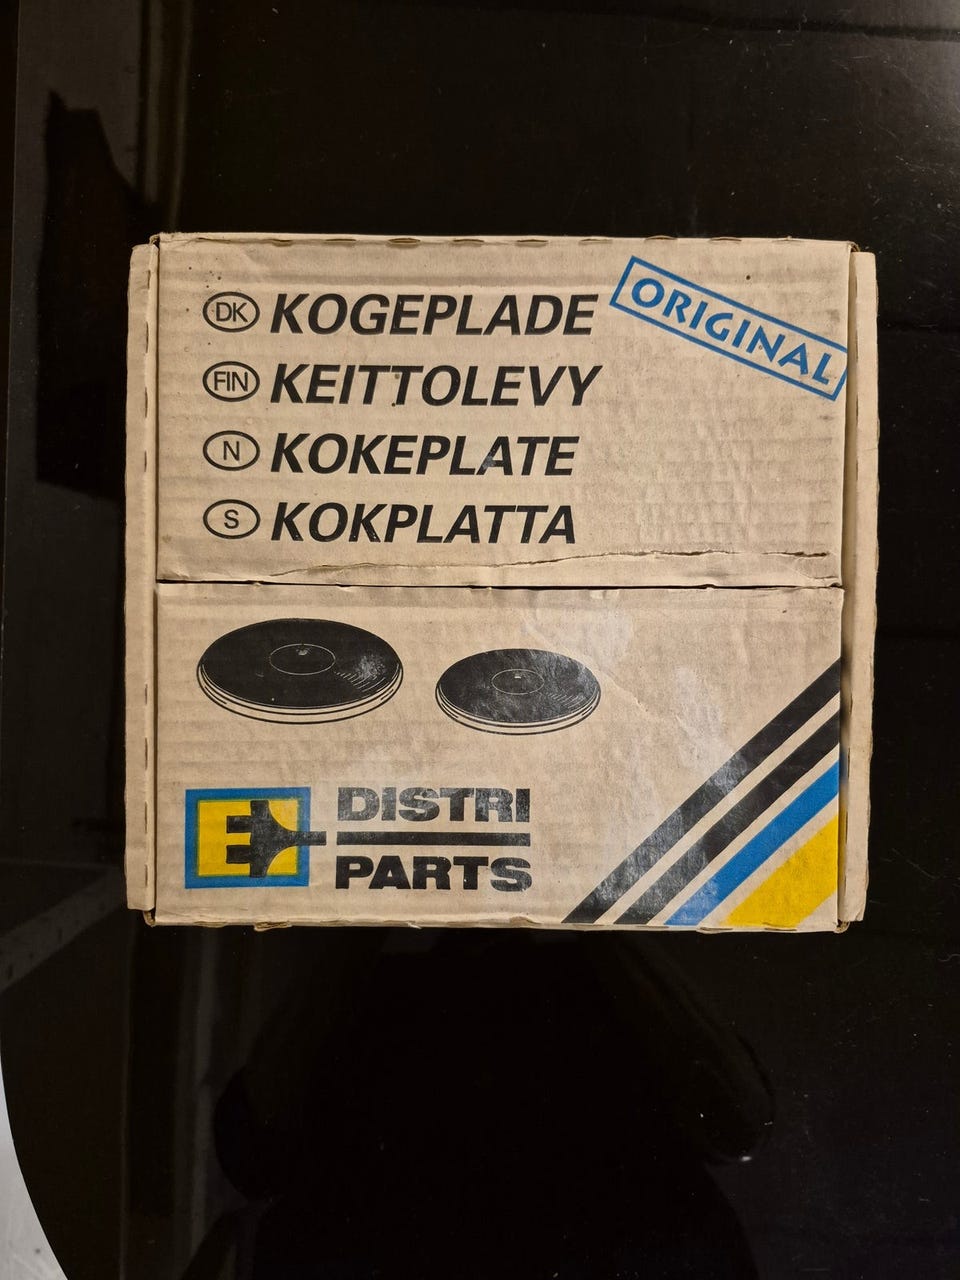 ORIGINAL
DK KOGEPLADE
FIN KEITTOLEVY
N KOKEPLATE
S KOKPLATTA
DISTRI
PARTS